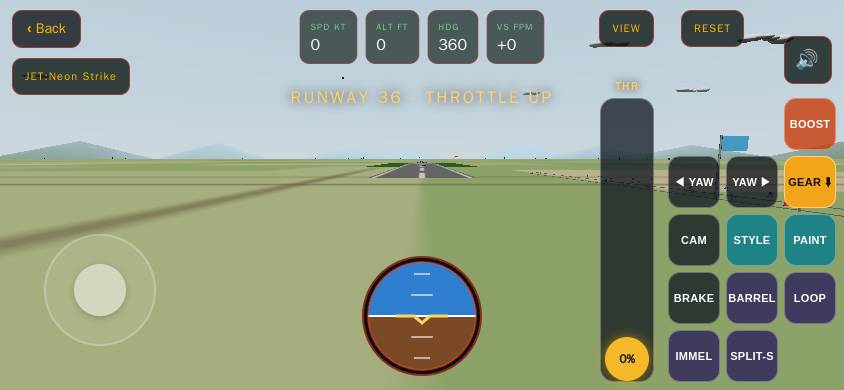 ‹ Back
SPD KT
0
ALT FT
0
HDG
360
VS FPM
+0
VIEW
RESET
JET:Neon Strike
RUNWAY 36 · THROTTLE UP
THR
BOOST
◀ YAW
YAW ▶
GEAR ⬇
CAM
STYLE
PAINT
BRAKE
BARREL
LOOP
0%
IMMEL
SPLIT-S